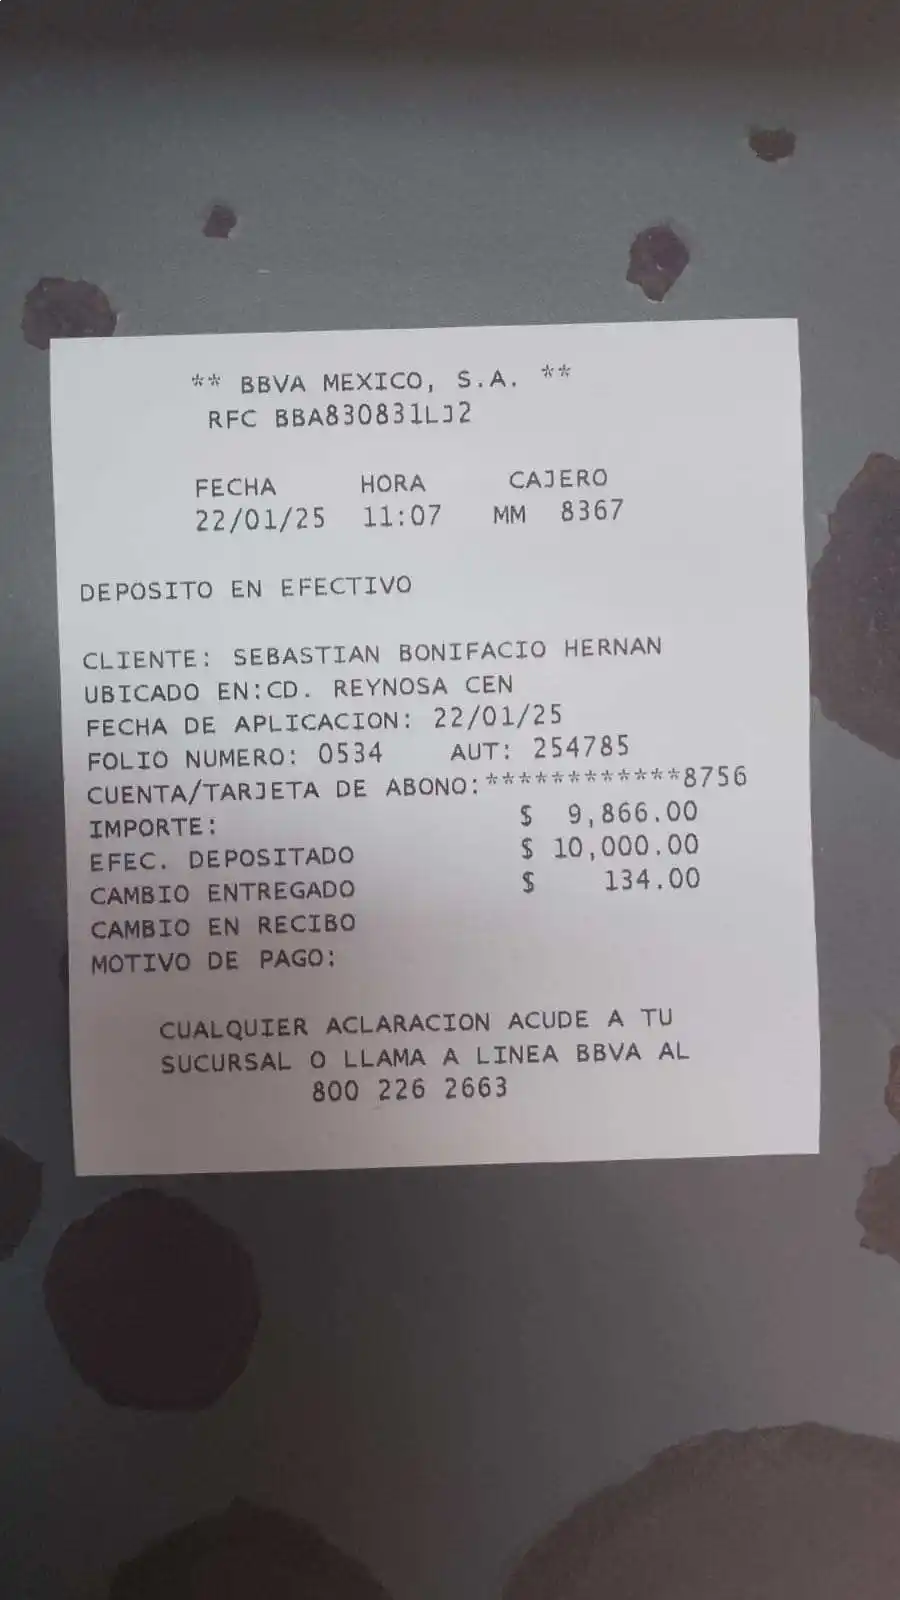 ** BBVA MEXICO, S.A. **
RFC BBA830831LJ2
FECHA HORA CAJERO
22/01/25 11:07 MM 8367
DEPOSITO EN EFECTIVO
CLIENTE: SEBASTIAN BONIFACIO HERNAN
UBICADO EN:CD. REYNOSA CEN
FECHA DE APLICACION: 22/01/25
FOLIO NUMERO: 0534 AUT: 254785
CUENTA/TARJETA DE ABONO:************8756
IMPORTE: $ 9,866.00
EFEC. DEPOSITADO $ 10,000.00
CAMBIO ENTREGADO $ 134.00
CAMBIO EN RECIBO
MOTIVO DE PAGO:
CUALQUIER ACLARACION ACUDE A TU
SUCURSAL O LLAMA A LINEA BBVA AL
800 226 2663